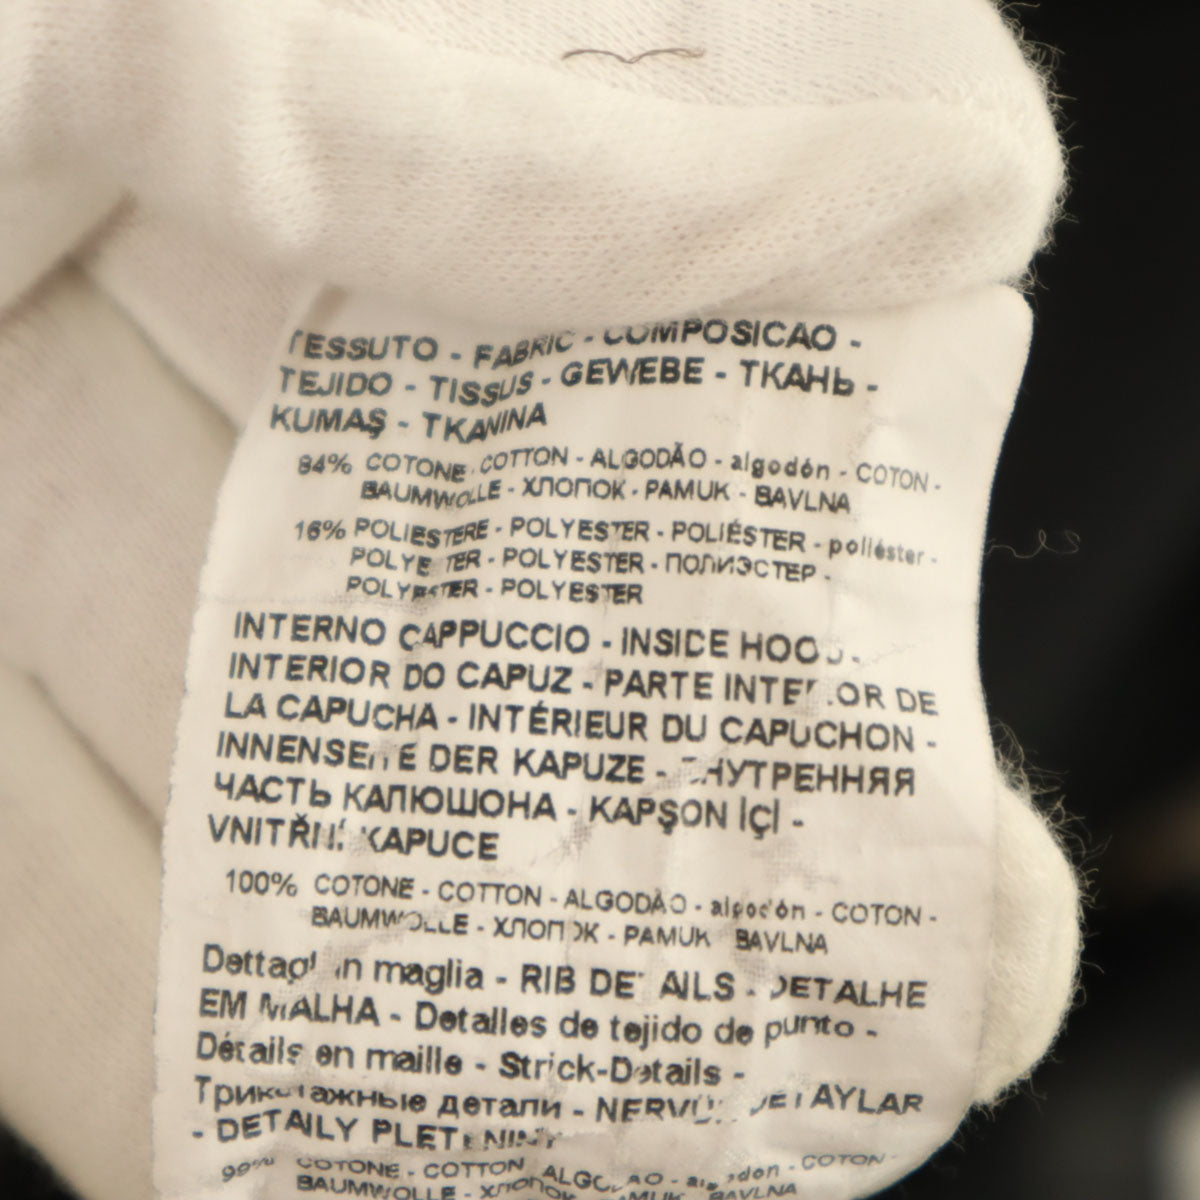 TESSUTO - FABRIC - COMPOSICAO -
TEJIDO - TISSUS - GEWEBE - ТКАНЬ -
KUMAŞ - TKANINA
84% COTONE COTTON - ALGODÃO - algodón - COTON -
BAUMWOLLE - ХЛОПОК - PAMUK - BAVLNA
16% POLIESTERE - POLYESTER - POLIÉSTER - poliéster -
POLYESTER - POLYESTER - ПОЛИЭСТЕР -
POLYESTER - POLYESTER
INTERNO CAPPUCCIO - INSIDE HOOD -
INTERIOR DO CAPUZ - PARTE INTERIOR DE
LA CAPUCHA - INTÉRIEUR DU CAPUCHON -
INNENSEITE DER KAPUZE - ВНУТРЕННЯЯ
ЧАСТЬ КАПЮШОНА - KAPŞON İÇİ -
VNITŘNÍ KAPUCE
100% COTONE - COTTON - ALGODÃO - algodón - COTON -
BAUMWOLLE - ХЛОПОК - PAMUK BAVLNA
Dettagli in maglia - RIB DETAILS - DETALHE
EM MALHA - Detalles de tejido de punto -
Détails en maille - Strick-Details -
Трикотажные детали - NERVÜR DETAYLAR
- DETAILY PLETENINY
99% COTONE - COTTON ALGODÃO - algodon - COTON -
BAUMWOLLE - ХЛОПОК PAMUK BAVLNA